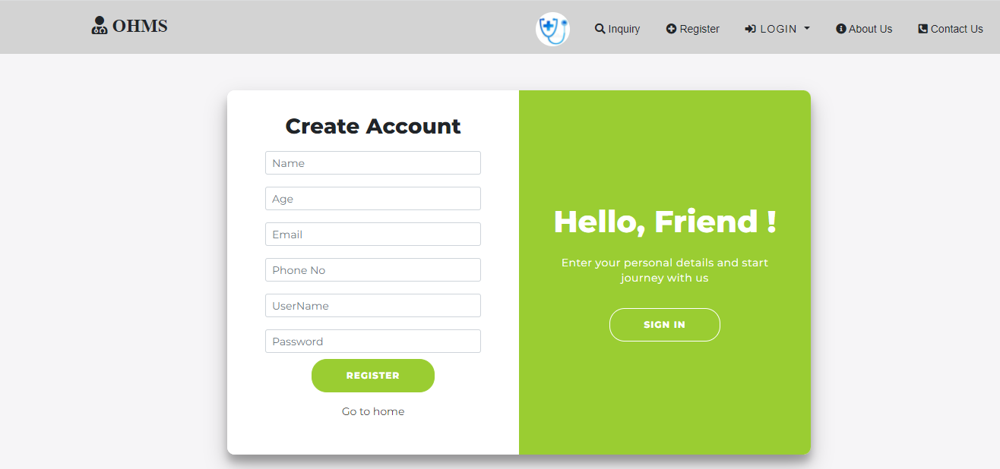 OHMS
Inquiry
Register
LOGIN
About Us
Contact Us
Create Account
Name
Age
Email
Phone No
UserName
Password
REGISTER
Go to home
Hello, Friend !
Enter your personal details and start
journey with us
SIGN IN